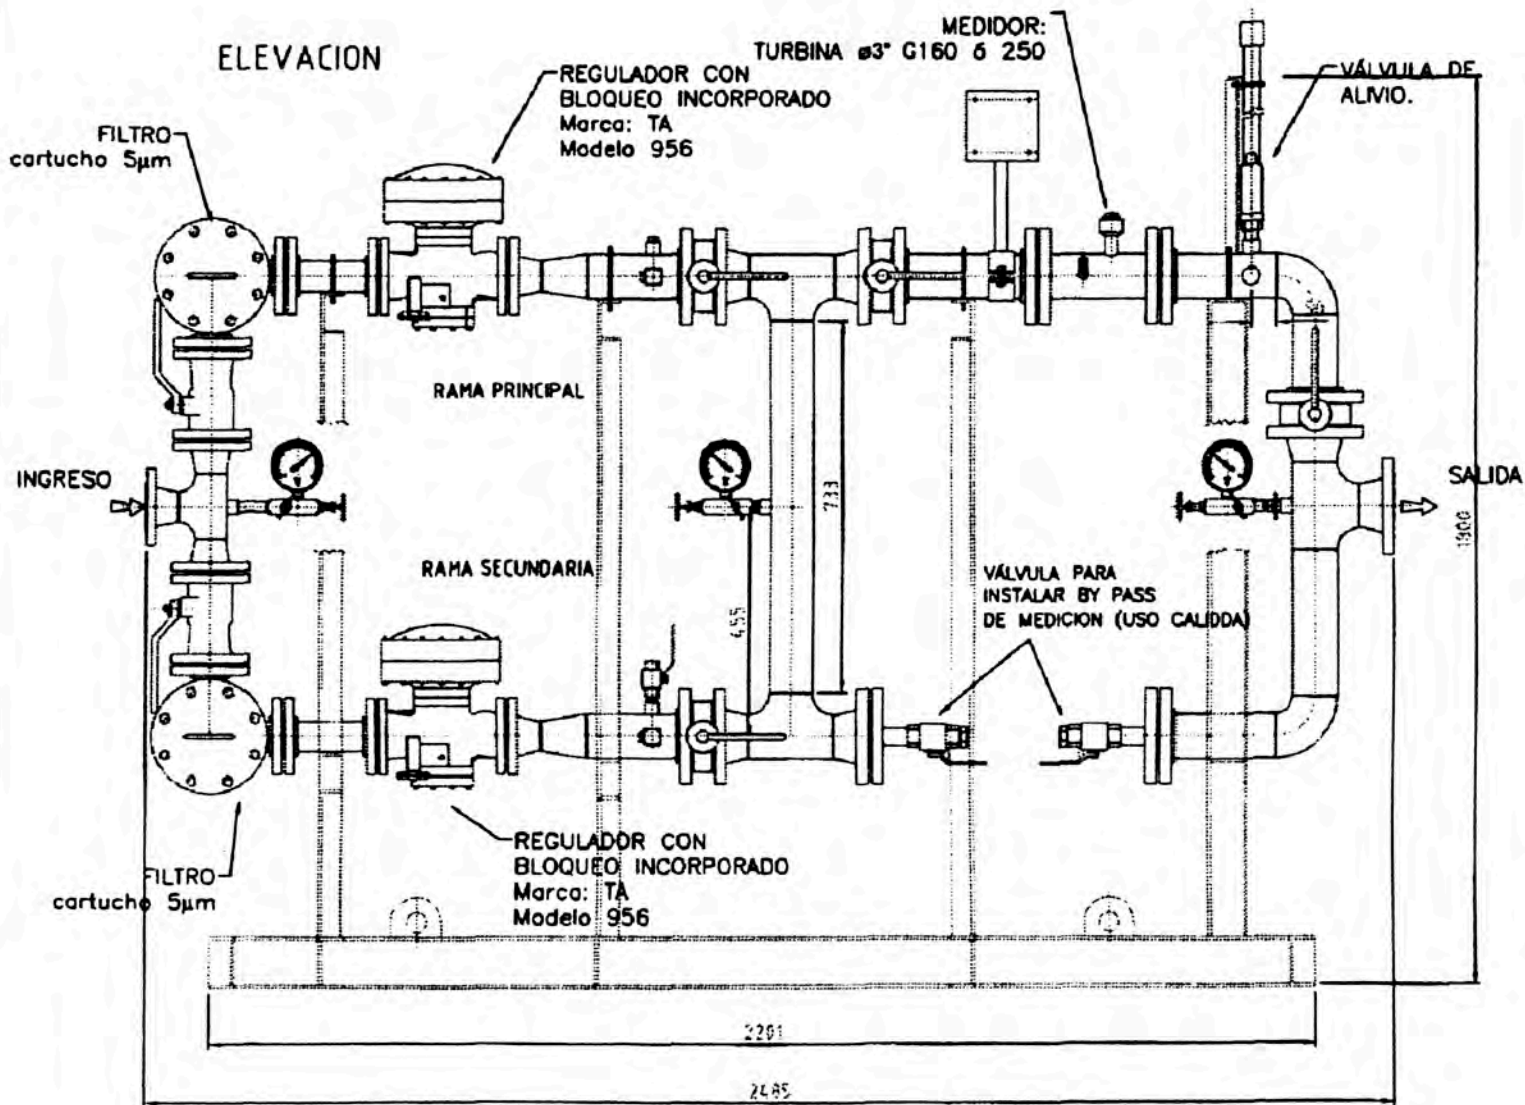 ELEVACION
MEDIDOR:
TURBINA ø3" G160 ó 250
REGULADOR CON
BLOQUEO INCORPORADO
Marca: TA
Modelo 956
VÁLVULA DE
ALIVIO.
FILTRO
cartucho 5µm
RAMA PRINCIPAL
INGRESO
SALIDA
733
1900
RAMA SECUNDARIA
VÁLVULA PARA
INSTALAR BY PASS
DE MEDICION (USO CALIDDA)
455
REGULADOR CON
BLOQUEO INCORPORADO
Marca: TA
Modelo 956
FILTRO
cartucho 5µm
2201
2485